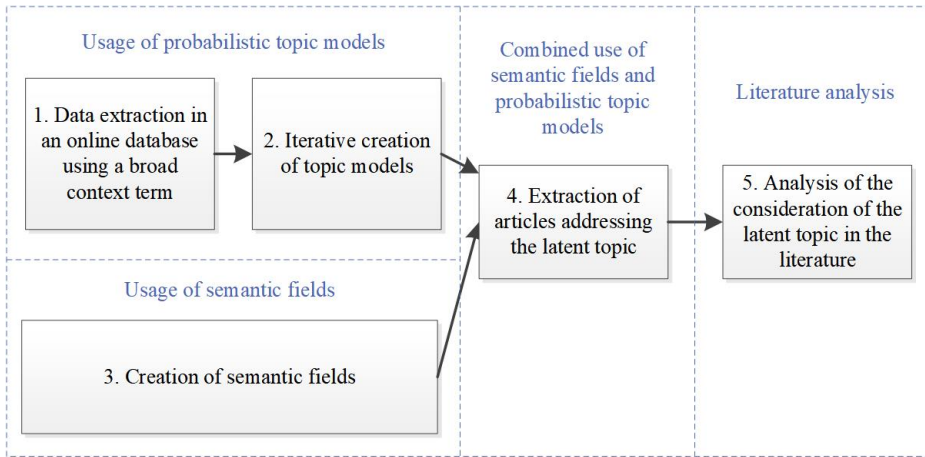 Usage of probabilistic topic models
1. Data extraction in
an online database
using a broad
context term
2. Iterative creation
of topic models
Usage of semantic fields
3. Creation of semantic fields
Combined use of
semantic fields and
probabilistic topic
models
4. Extraction of
articles addressing
the latent topic
Literature analysis
5. Analysis of the
consideration of the
latent topic in the
literature